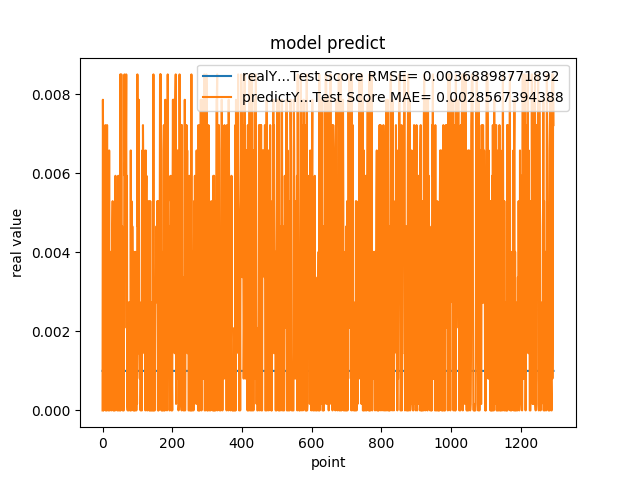 model predict
realY...Test Score RMSE= 0.00368898771892
predictY...Test Score MAE= 0.0028567394388
0.008
0.006
0.004
0.002
0.000
real value
0 200 400 600 800 1000 1200
point